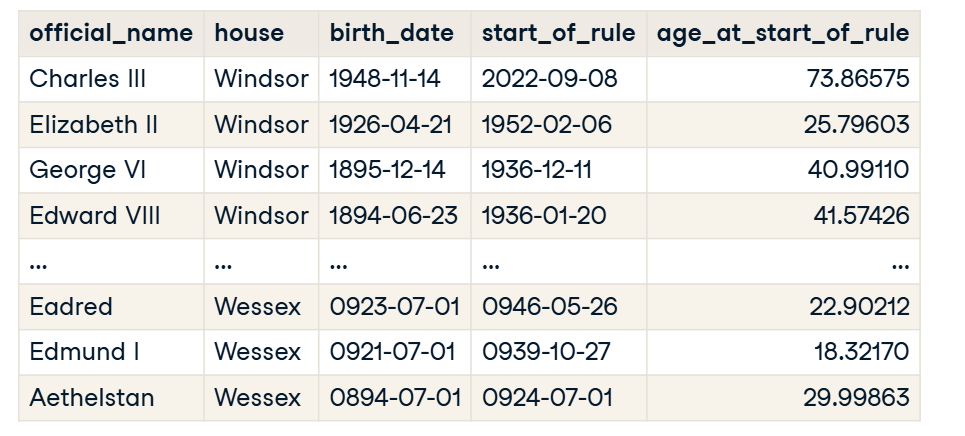 official_name house birth_date start_of_rule age_at_start_of_rule
Charles III Windsor 1948-11-14 2022-09-08 73.86575
Elizabeth II Windsor 1926-04-21 1952-02-06 25.79603
George VI Windsor 1895-12-14 1936-12-11 40.99110
Edward VIII Windsor 1894-06-23 1936-01-20 41.57426
... ... ... ... ...
Eadred Wessex 0923-07-01 0946-05-26 22.90212
Edmund I Wessex 0921-07-01 0939-10-27 18.32170
Aethelstan Wessex 0894-07-01 0924-07-01 29.99863